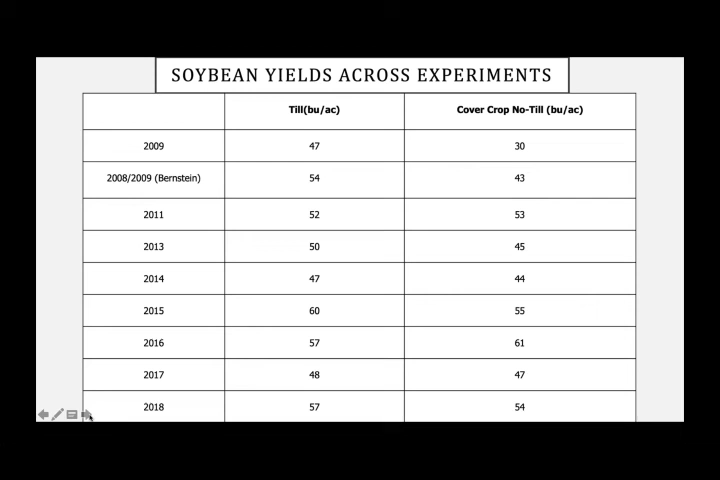 SOYBEAN YIELDS ACROSS EXPERIMENTS
Till(bu/ac) Cover Crop No-Till (bu/ac)
2009 47 30
2008/2009 (Bernstein) 54 43
2011 52 53
2013 50 45
2014 47 44
2015 60 55
2016 57 61
2017 48 47
2018 57 54